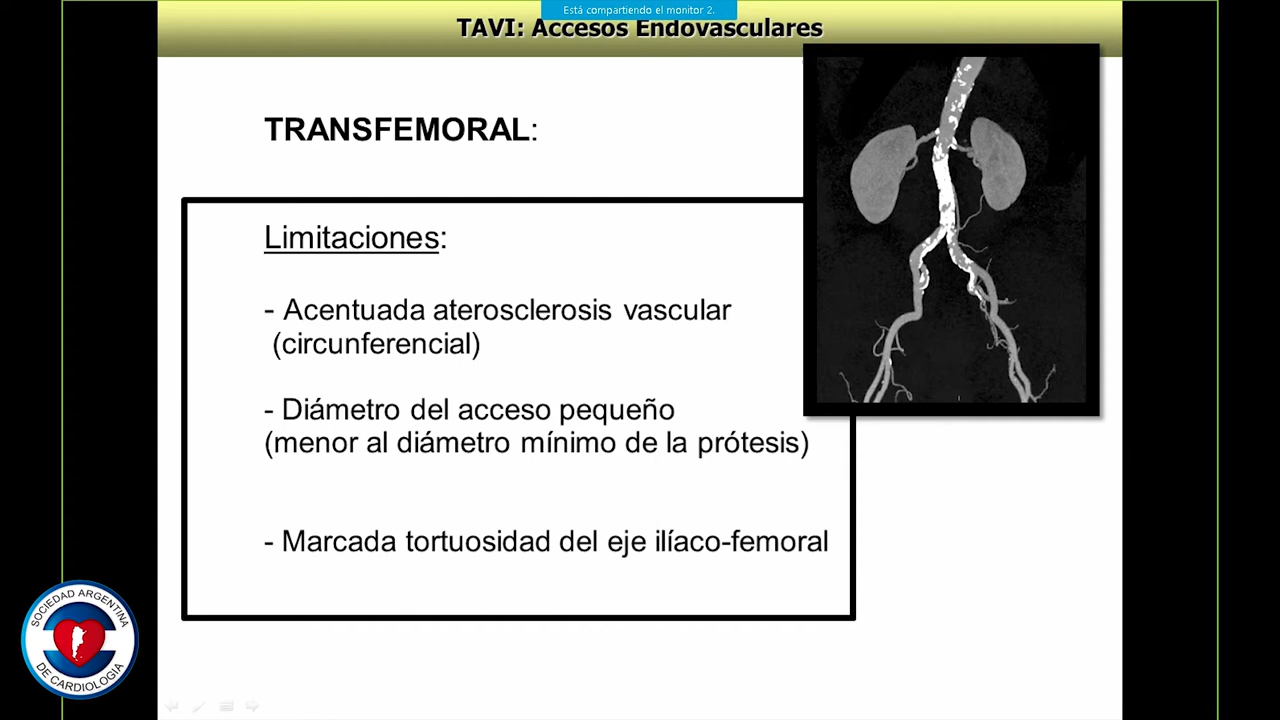 Está compartiendo el monitor 2.
TAVI: Accesos Endovasculares
TRANSFEMORAL:
Limitaciones:
- Acentuada aterosclerosis vascular
(circunferencial)
- Diámetro del acceso pequeño
(menor al diámetro mínimo de la prótesis)
- Marcada tortuosidad del eje ilíaco-femoral
SOCIEDAD ARGENTINA
DE CARDIOLOGIA